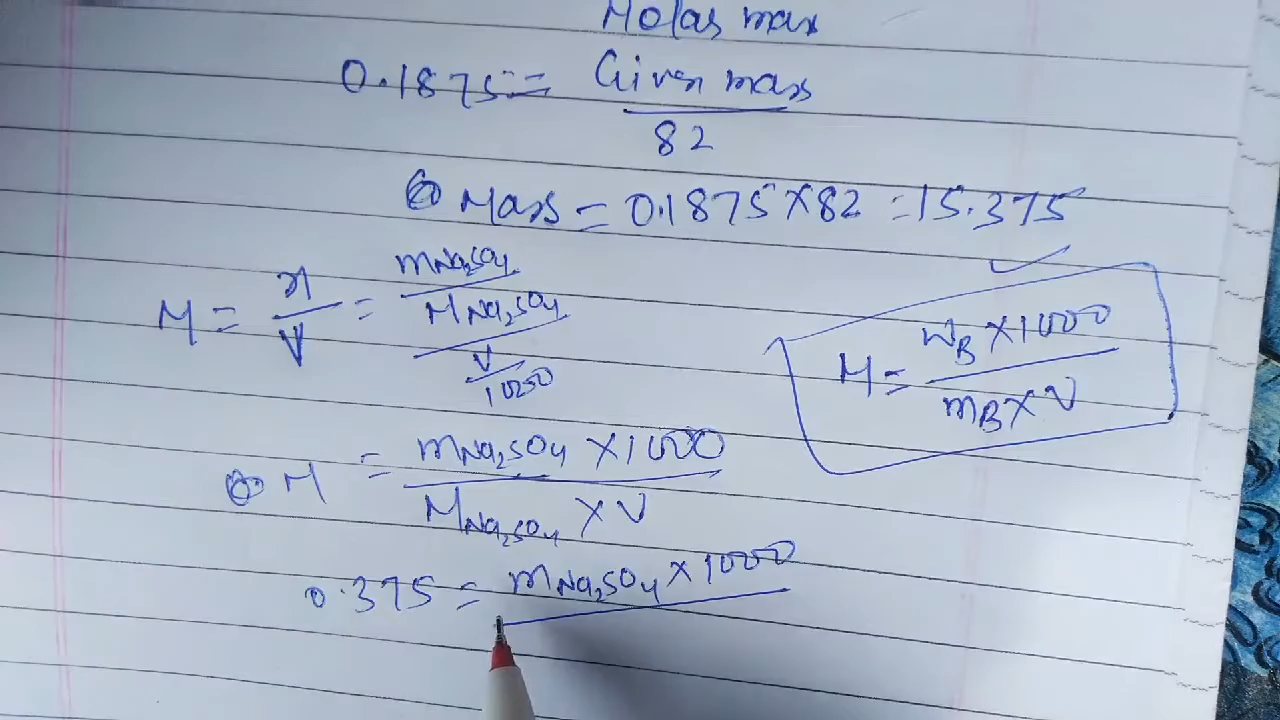 Molar mass
0.1875 = Given mass
82
Mass = 0.1875 × 82 = 15.375
M = n/V = mNa₂SO₄ / MNa₂SO₄ / V/1000
M = WB × 1000 / mB × V
M = mNa₂SO₄ × 1000 / MNa₂SO₄ × V
0.375 = mNa₂SO₄ × 1000